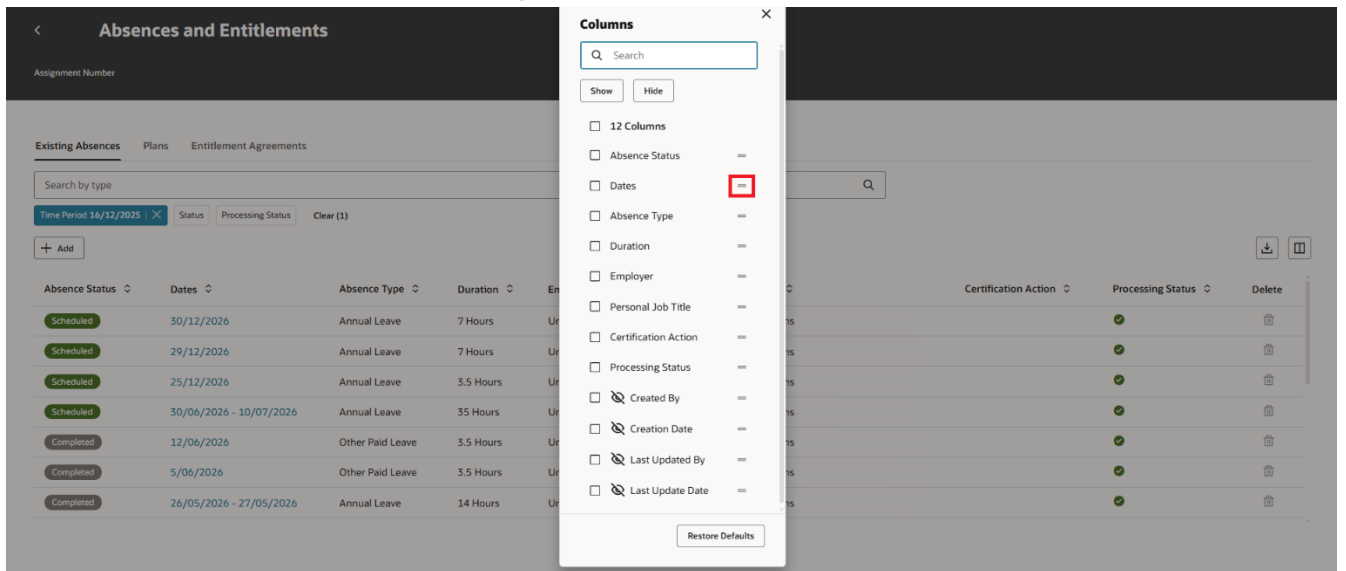 Absences and Entitlements
Assignment Number
Existing Absences Plans Entitlement Agreements
Search by type
Time Period 16/12/2025 Status Processing Status Clear (1)
Add
Absence Status Dates Absence Type Duration Certification Action Processing Status Delete
Scheduled 30/12/2026 Annual Leave 7 Hours
Scheduled 29/12/2026 Annual Leave 7 Hours
Scheduled 25/12/2026 Annual Leave 3.5 Hours
Scheduled 30/06/2026 - 10/07/2026 Annual Leave 35 Hours
Completed 12/06/2026 Other Paid Leave 3.5 Hours
Completed 5/06/2026 Other Paid Leave 3.5 Hours
Completed 26/05/2026 - 27/05/2026 Annual Leave 14 Hours
Columns
Search
Show Hide
12 Columns
Absence Status
Dates
Absence Type
Duration
Employer
Personal Job Title
Certification Action
Processing Status
Created By
Creation Date
Last Updated By
Last Update Date
Restore Defaults